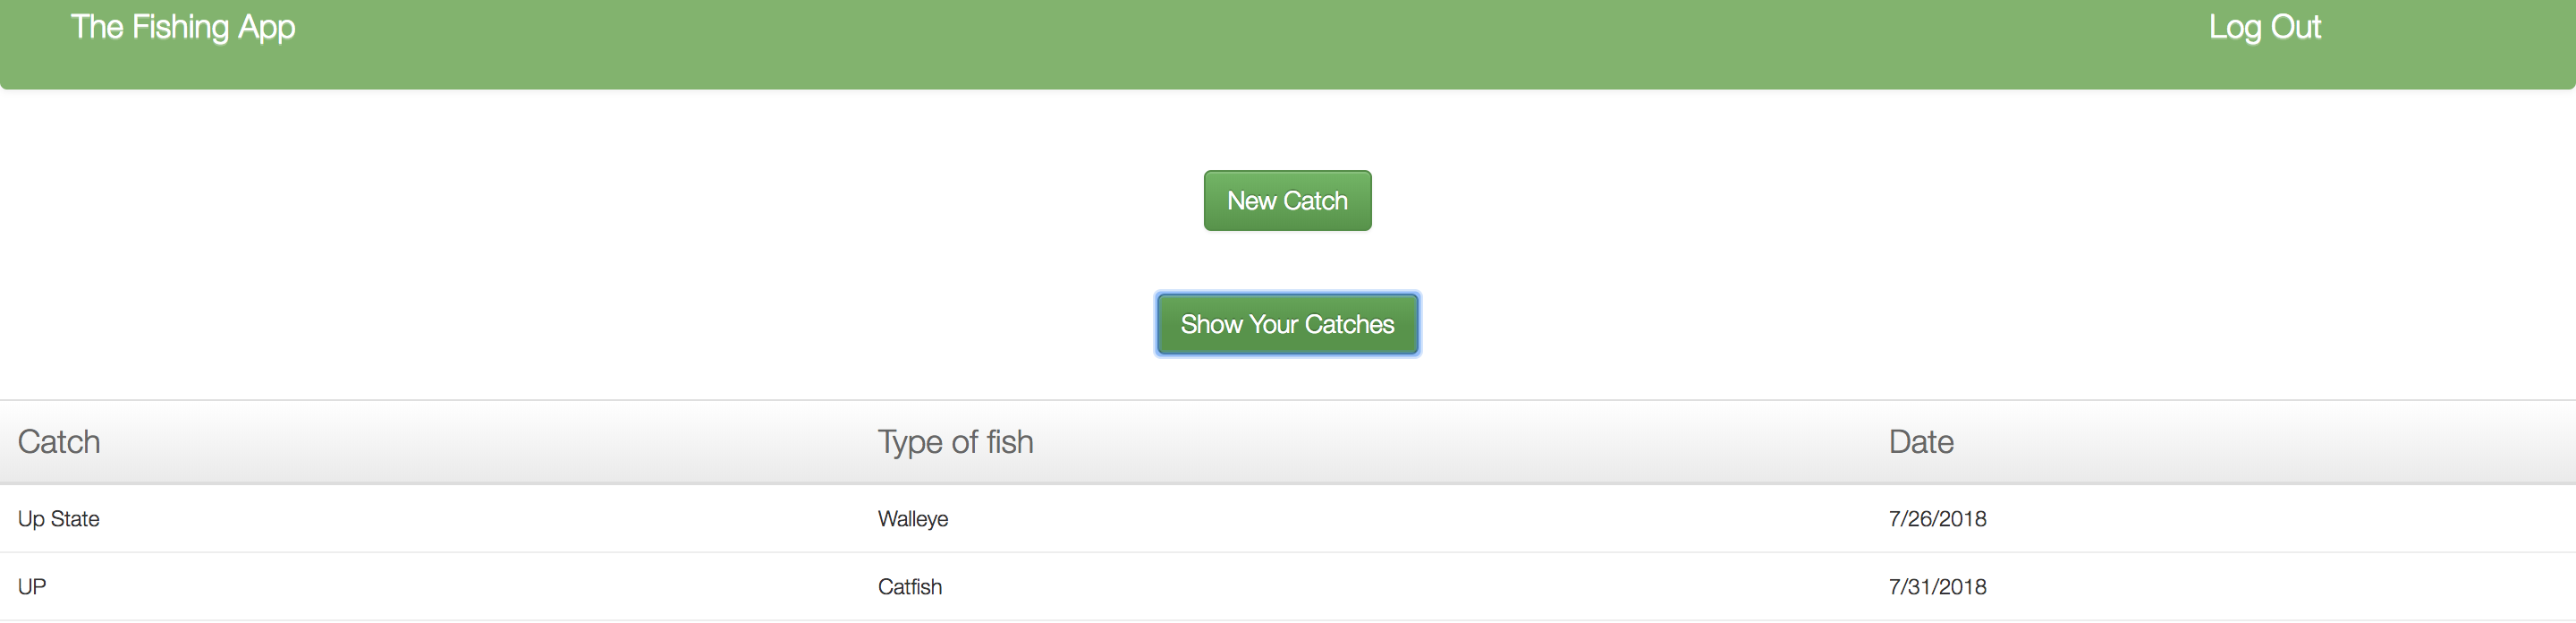 The Fishing App Log Out
New Catch
Show Your Catches
Catch Type of fish Date
Up State Walleye 7/26/2018
UP Catfish 7/31/2018